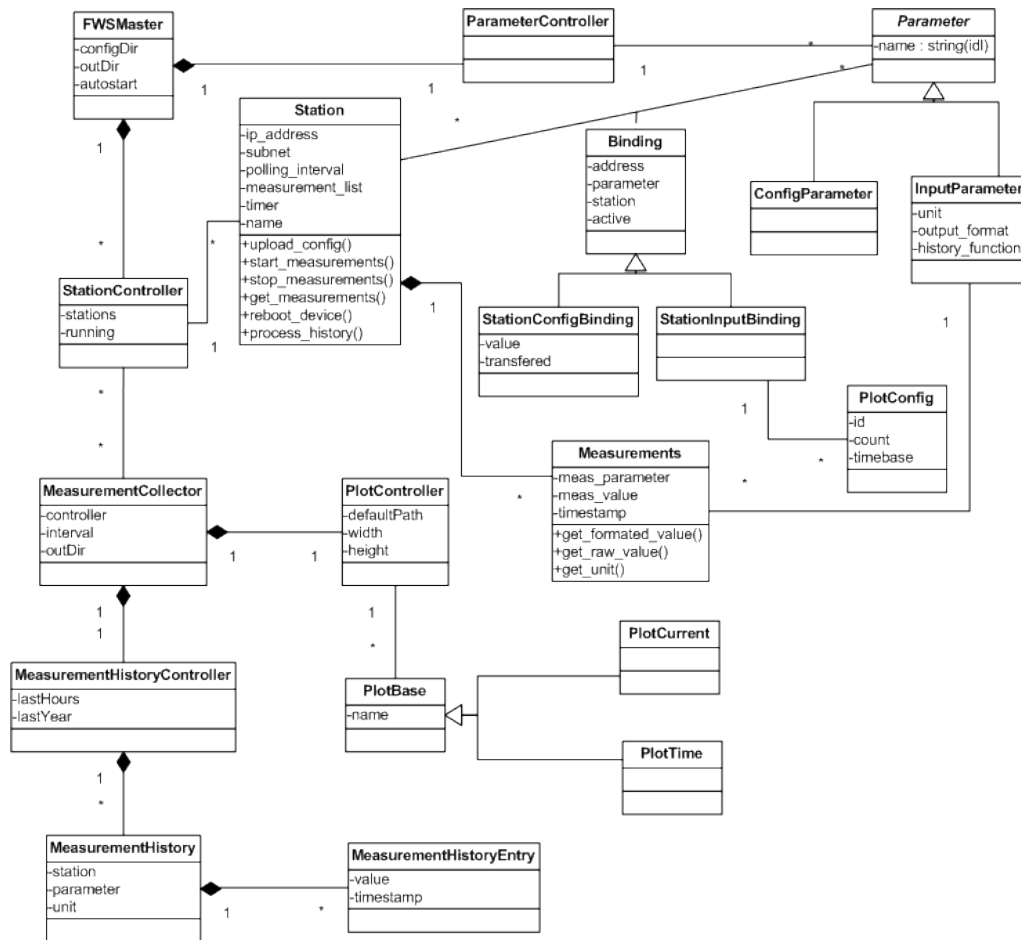 FWSMaster
-configDir
-outDir
-autostart
ParameterController
Parameter
-name : string(idl)
1
1
1
*
*
*
1
Station
-ip_address
-subnet
-polling_interval
-measurement_list
-timer
-name
+upload_config()
+start_measurements()
+stop_measurements()
+get_measurements()
+reboot_device()
+process_history()
Binding
-address
-parameter
-station
-active
ConfigParameter
InputParameter
-unit
-output_format
-history_function
*
*
StationController
-stations
-running
1
1
1
StationConfigBinding
-value
-transfered
StationInputBinding
PlotConfig
-id
-count
-timebase
1
*
*
*
Measurements
-meas_parameter
-meas_value
-timestamp
+get_formated_value()
+get_raw_value()
+get_unit()
*
*
MeasurementCollector
-controller
-interval
-outDir
PlotController
-defaultPath
-width
-height
1
1
1
1
1
*
PlotCurrent
MeasurementHistoryController
-lastHours
-lastYear
PlotBase
-name
PlotTime
1
*
MeasurementHistory
-station
-parameter
-unit
MeasurementHistoryEntry
-value
-timestamp
1
*